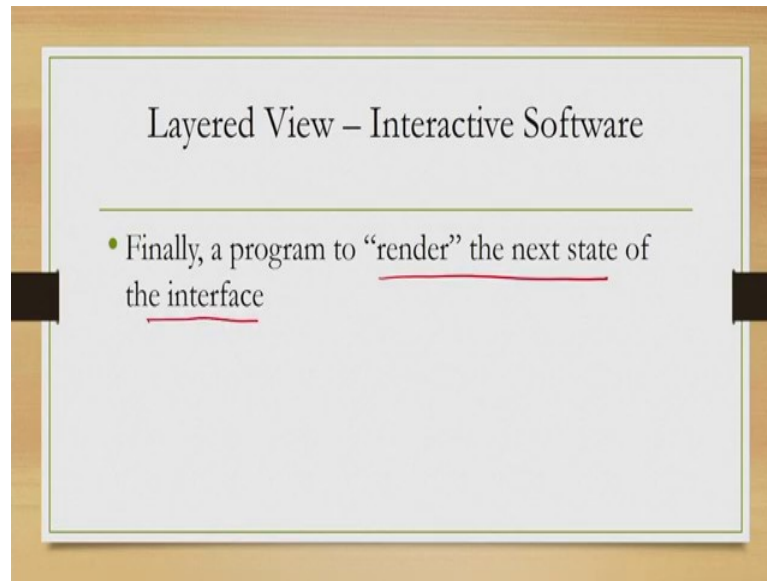 Layered View – Interactive Software
• Finally, a program to “render” the next state of
the interface